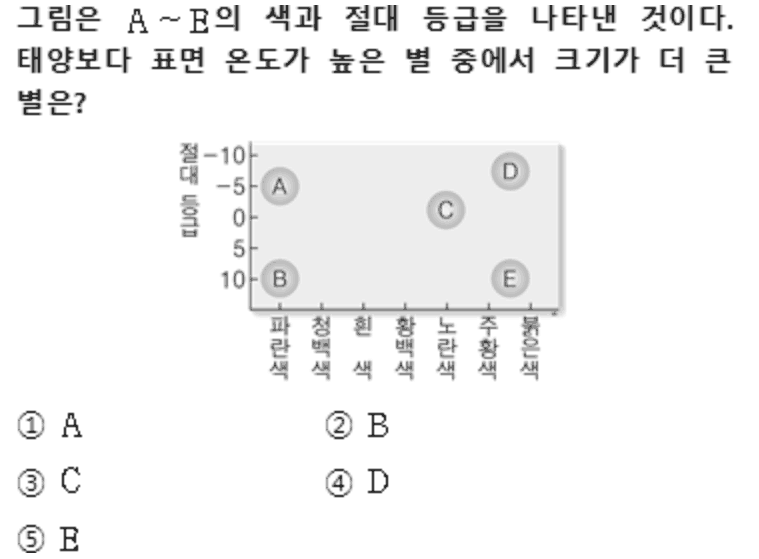 그림은 A ~ E의 색과 절대 등급을 나타낸 것이다.
태양보다 표면 온도가 높은 별 중에서 크기가 더 큰
별은?
절대 등급
-10
-5
0
5
10
A
B
C
D
E
파란색 청백색 흰 색 황백색 노란색 주황색 붉은색
① A ② B
③ C ④ D
⑤ E